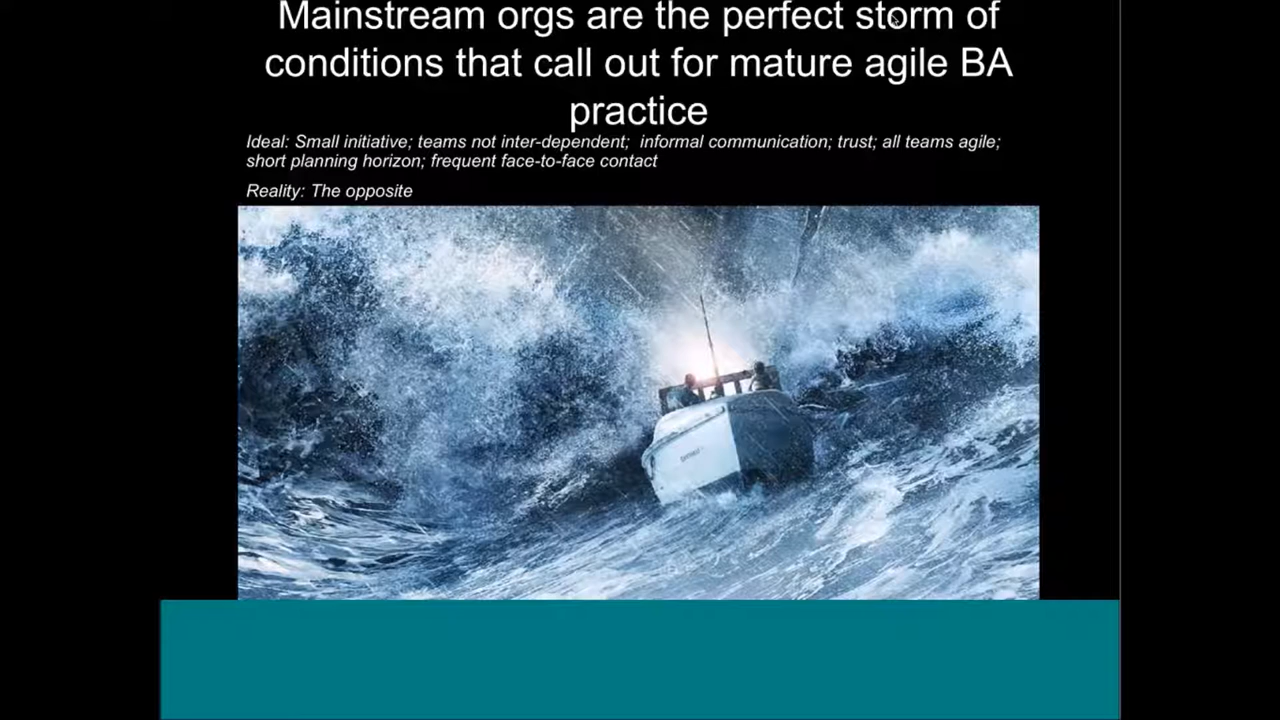 Mainstream orgs are the perfect storm of
conditions that call out for mature agile BA
practice
Ideal: Small initiative; teams not inter-dependent;  informal communication; trust; all teams agile;
short planning horizon; frequent face-to-face contact
Reality: The opposite